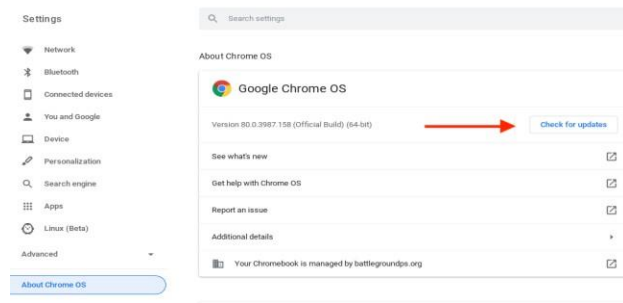 Settings
Search settings
Network
Bluetooth
Connected devices
You and Google
Device
Personalization
Search engine
Apps
Linux (Beta)
Advanced
About Chrome OS
About Chrome OS
Google Chrome OS
Version 80.0.3987.158 (Official Build) (64-bit)
Check for updates
See what's new
Get help with Chrome OS
Report an issue
Additional details
Your Chromebook is managed by battlegroundps.org